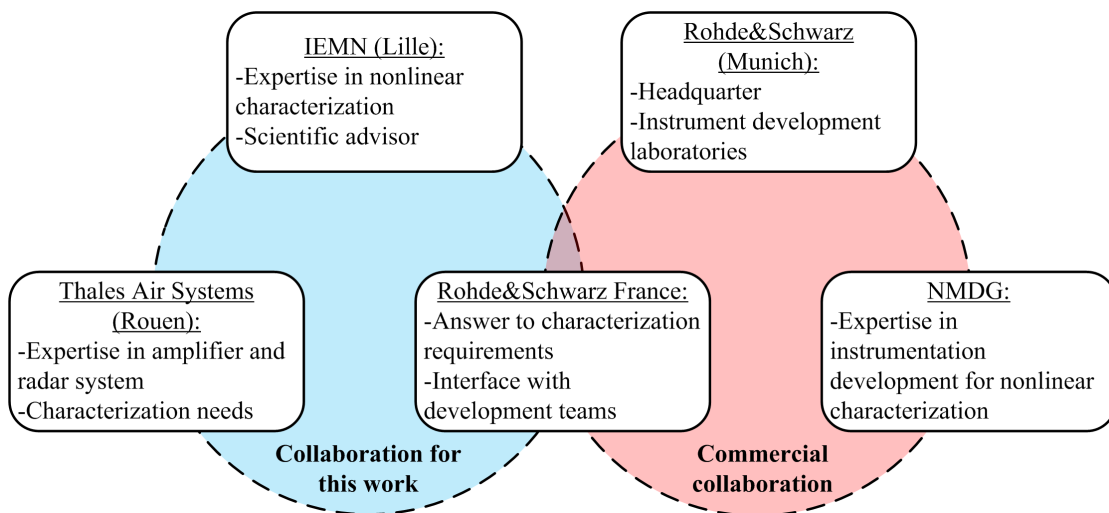 IEMN (Lille):
-Expertise in nonlinear
characterization
-Scientific advisor
Rohde&Schwarz
(Munich):
-Headquarter
-Instrument development
laboratories
Thales Air Systems
(Rouen):
-Expertise in amplifier and
radar system
-Characterization needs
Rohde&Schwarz France:
-Answer to characterization
requirements
-Interface with
development teams
NMDG:
-Expertise in
instrumentation
development for nonlinear
characterization
Collaboration for
this work
Commercial
collaboration